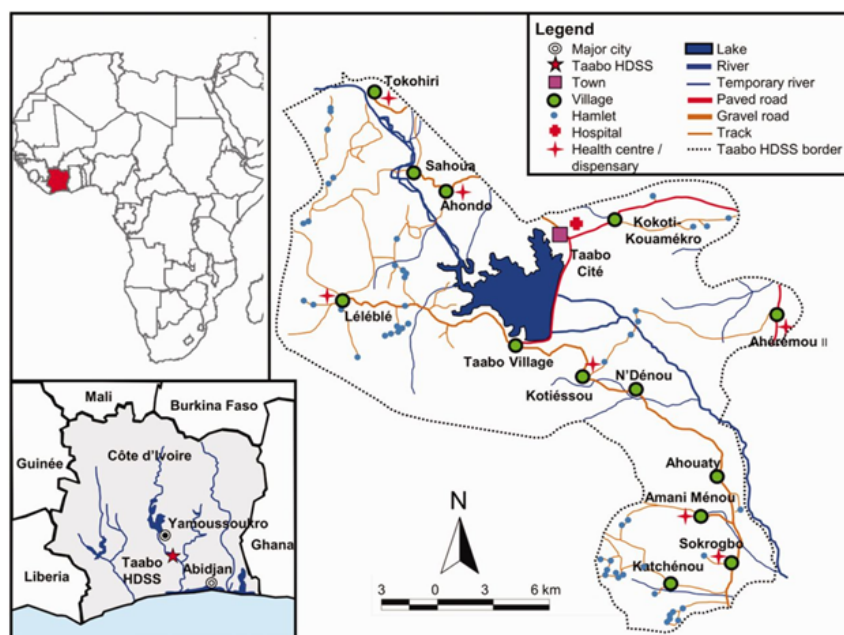 Legend
Major city
Taabo HDSS
Town
Village
Hamlet
Hospital
Health centre /
dispensary
Lake
River
Temporary river
Paved road
Gravel road
Track
Taabo HDSS border
Tokohiri
Sahoua
Ahondo
Kokoti-
Kouamékro
Taabo
Cité
Léléblé
Ahérémou II
Taabo Village
Kotiéssou
N'Dénou
Ahouaty
Amani Ménou
Sokrogbo
Katchénou
N
3 0 3 6 km
Mali
Burkina Faso
Guinée
Côte d'Ivoire
Yamoussoukro
Ghana
Taabo
HDSS
Abidjan
Liberia